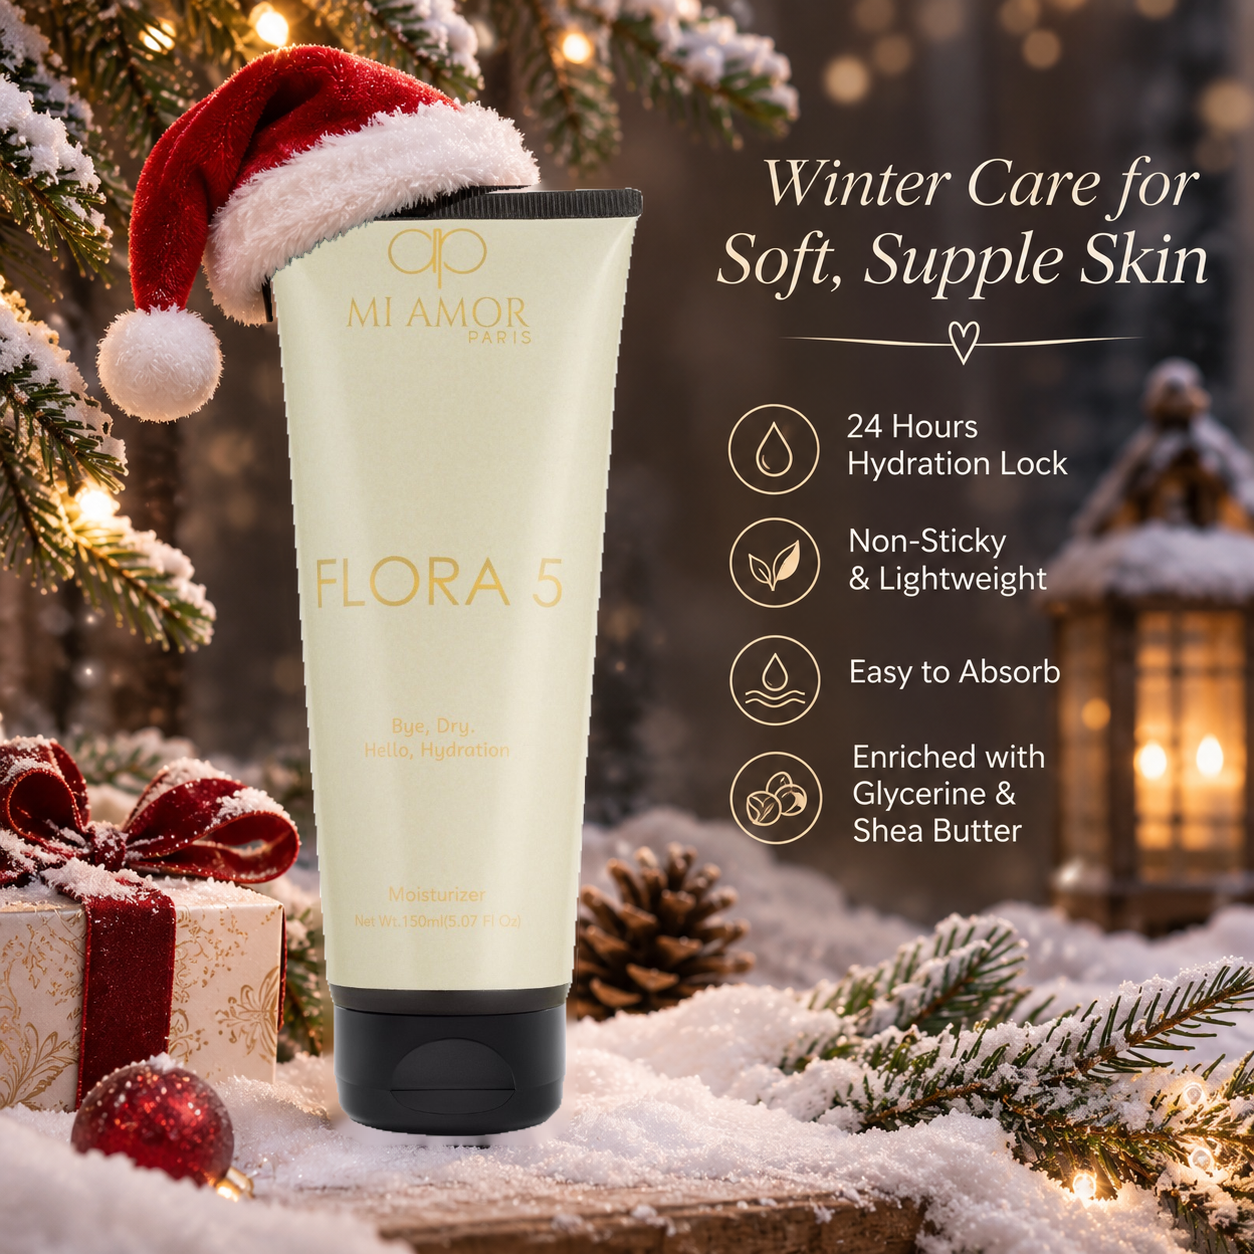 MI AMOR
PARIS
FLORA 5
Bye, Dry.
Hello, Hydration
Moisturizer
Net Wt.150ml(5.07 Fl Oz)
Winter Care for
Soft, Supple Skin
24 Hours
Hydration Lock
Non-Sticky
& Lightweight
Easy to Absorb
Enriched with
Glycerine &
Shea Butter